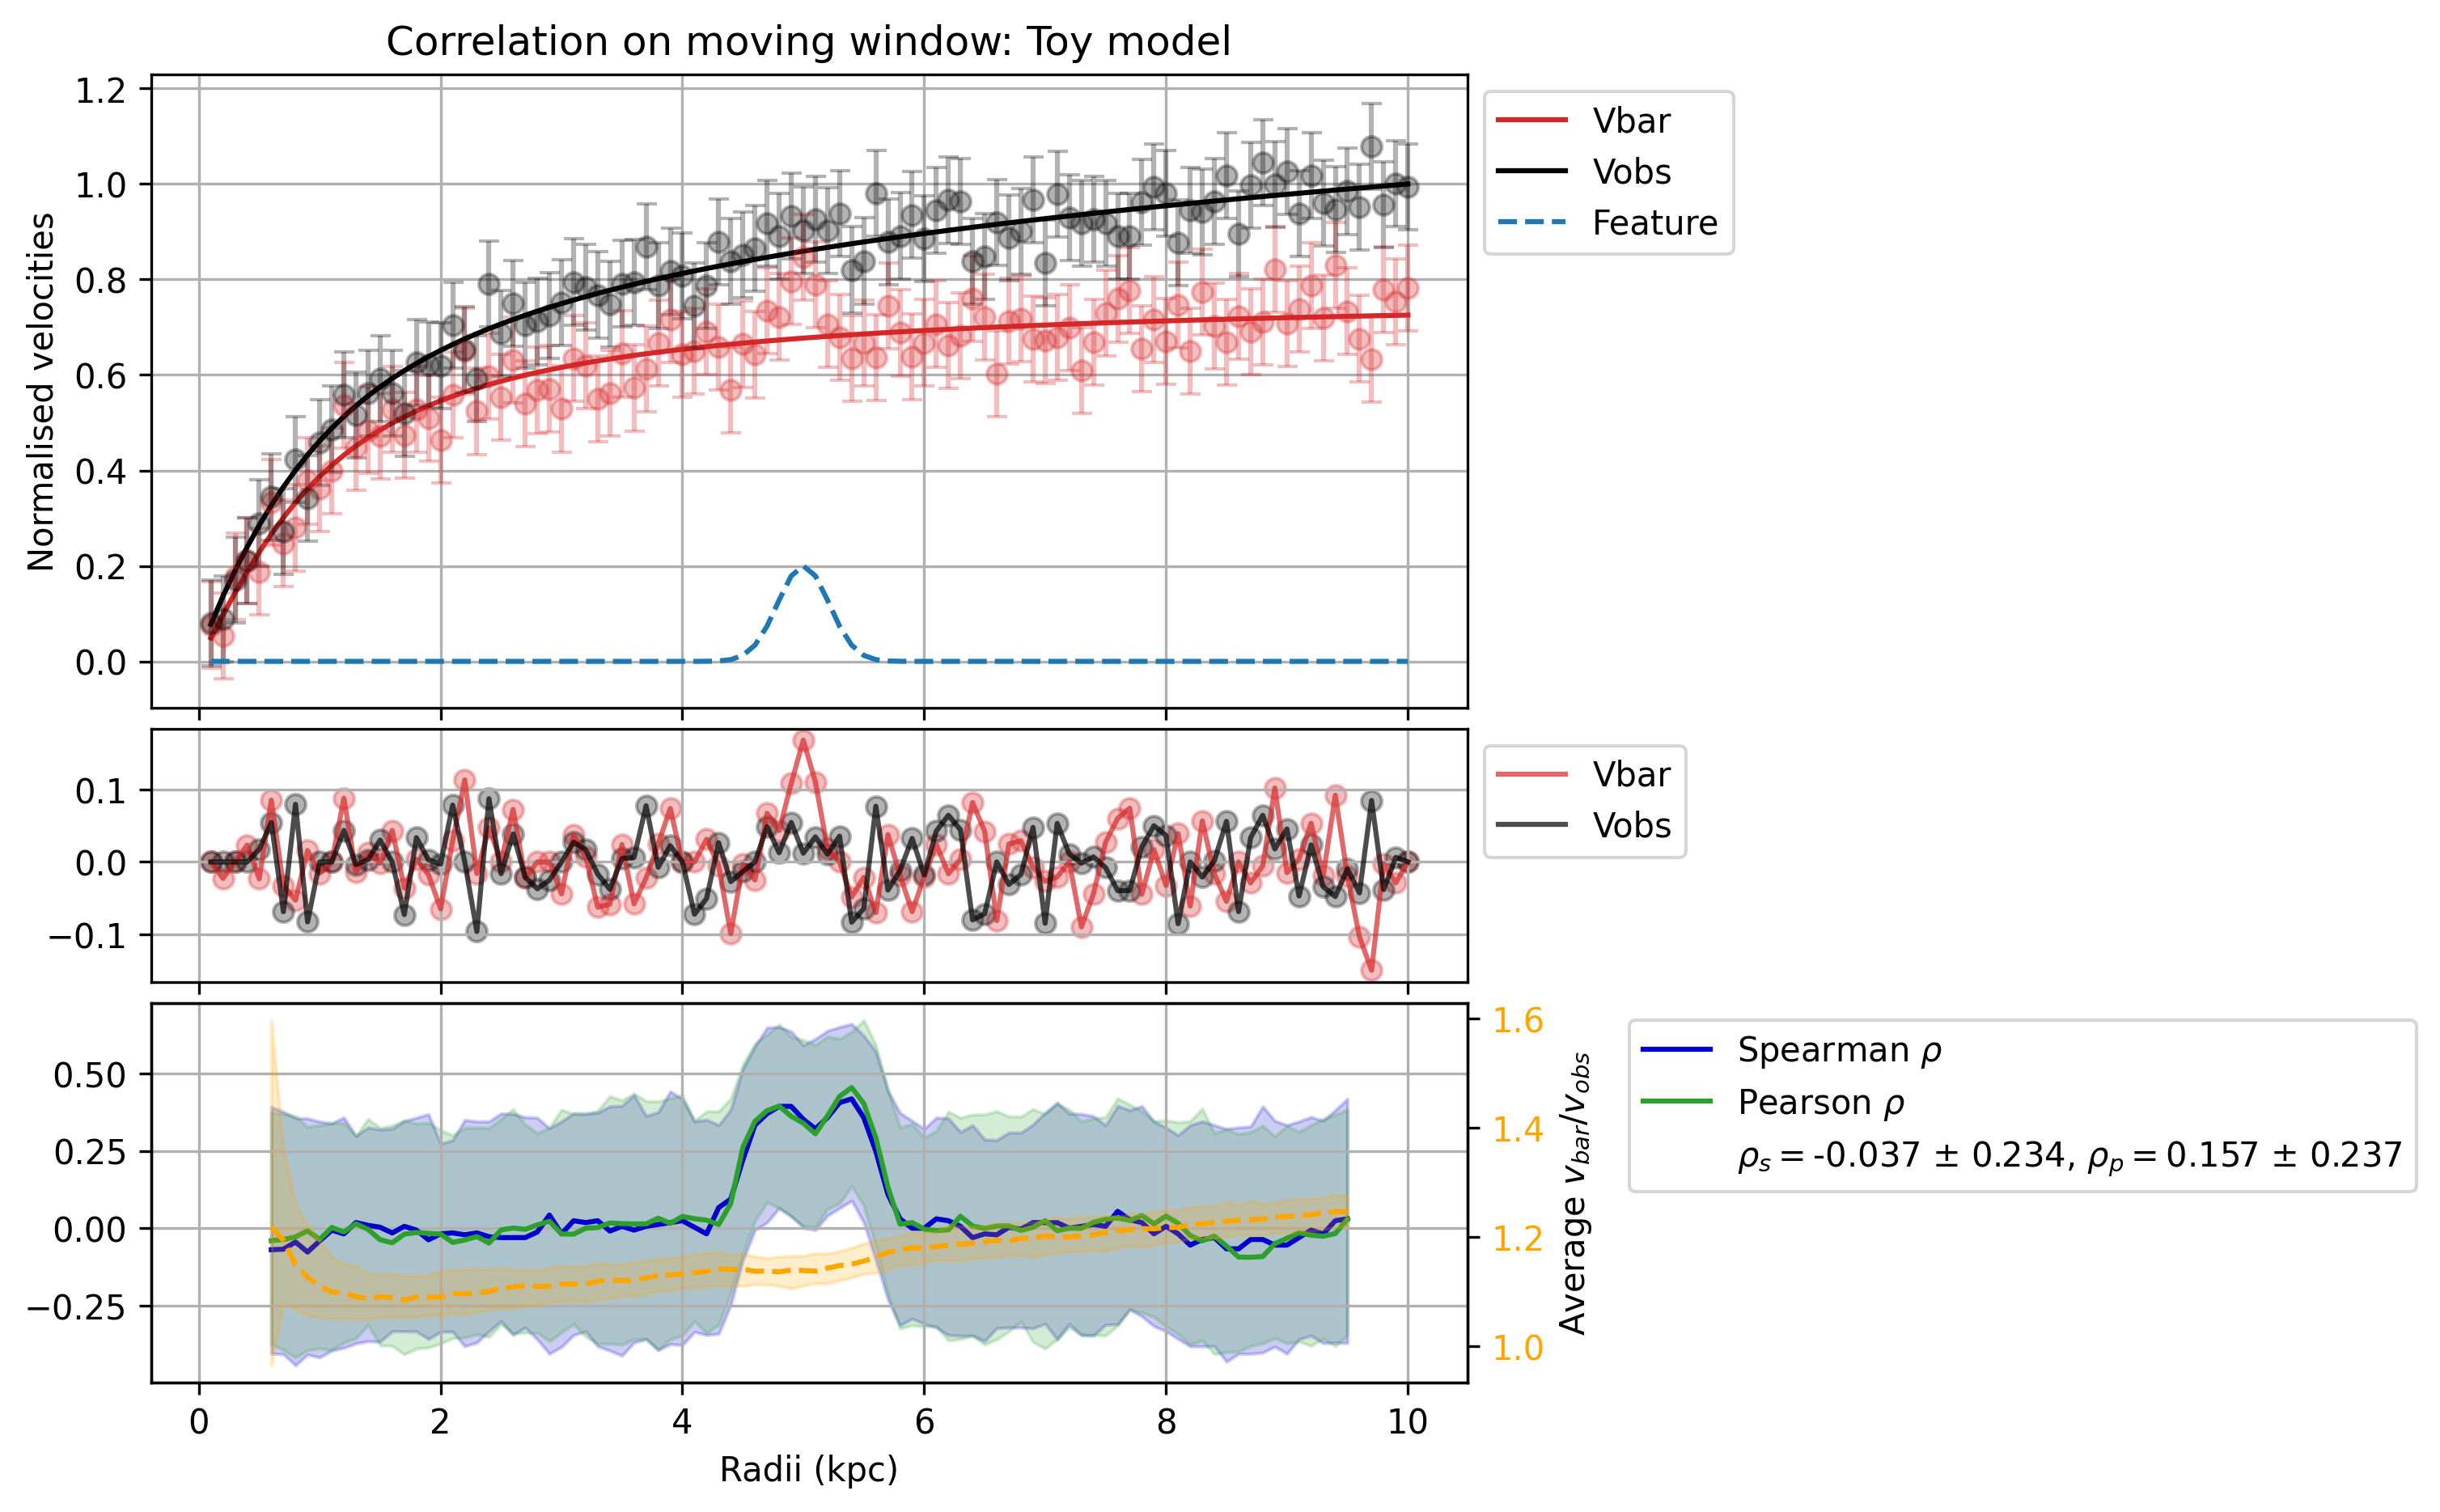 Correlation on moving window: Toy model
Normalised velocities
1.2
1.0
0.8
0.6
0.4
0.2
0.0
Vbar
Vobs
Feature
0.1
0.0
−0.1
Vbar
Vobs
0.50
0.25
0.00
−0.25
1.6
1.4
1.2
1.0
Average v_bar/v_obs
Spearman ρ
Pearson ρ
ρ_s = -0.037 ± 0.234, ρ_p = 0.157 ± 0.237
0 2 4 6 8 10
Radii (kpc)